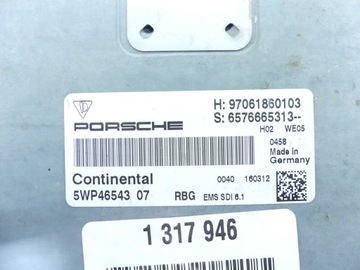 H: 97061860103
S: 6576665313--
H02 WE05
PORSCHE
0458
Made in
Germany
Continental
0040 160312
5WP46543 07 RBG EMS SDI 6.1
1 317 946